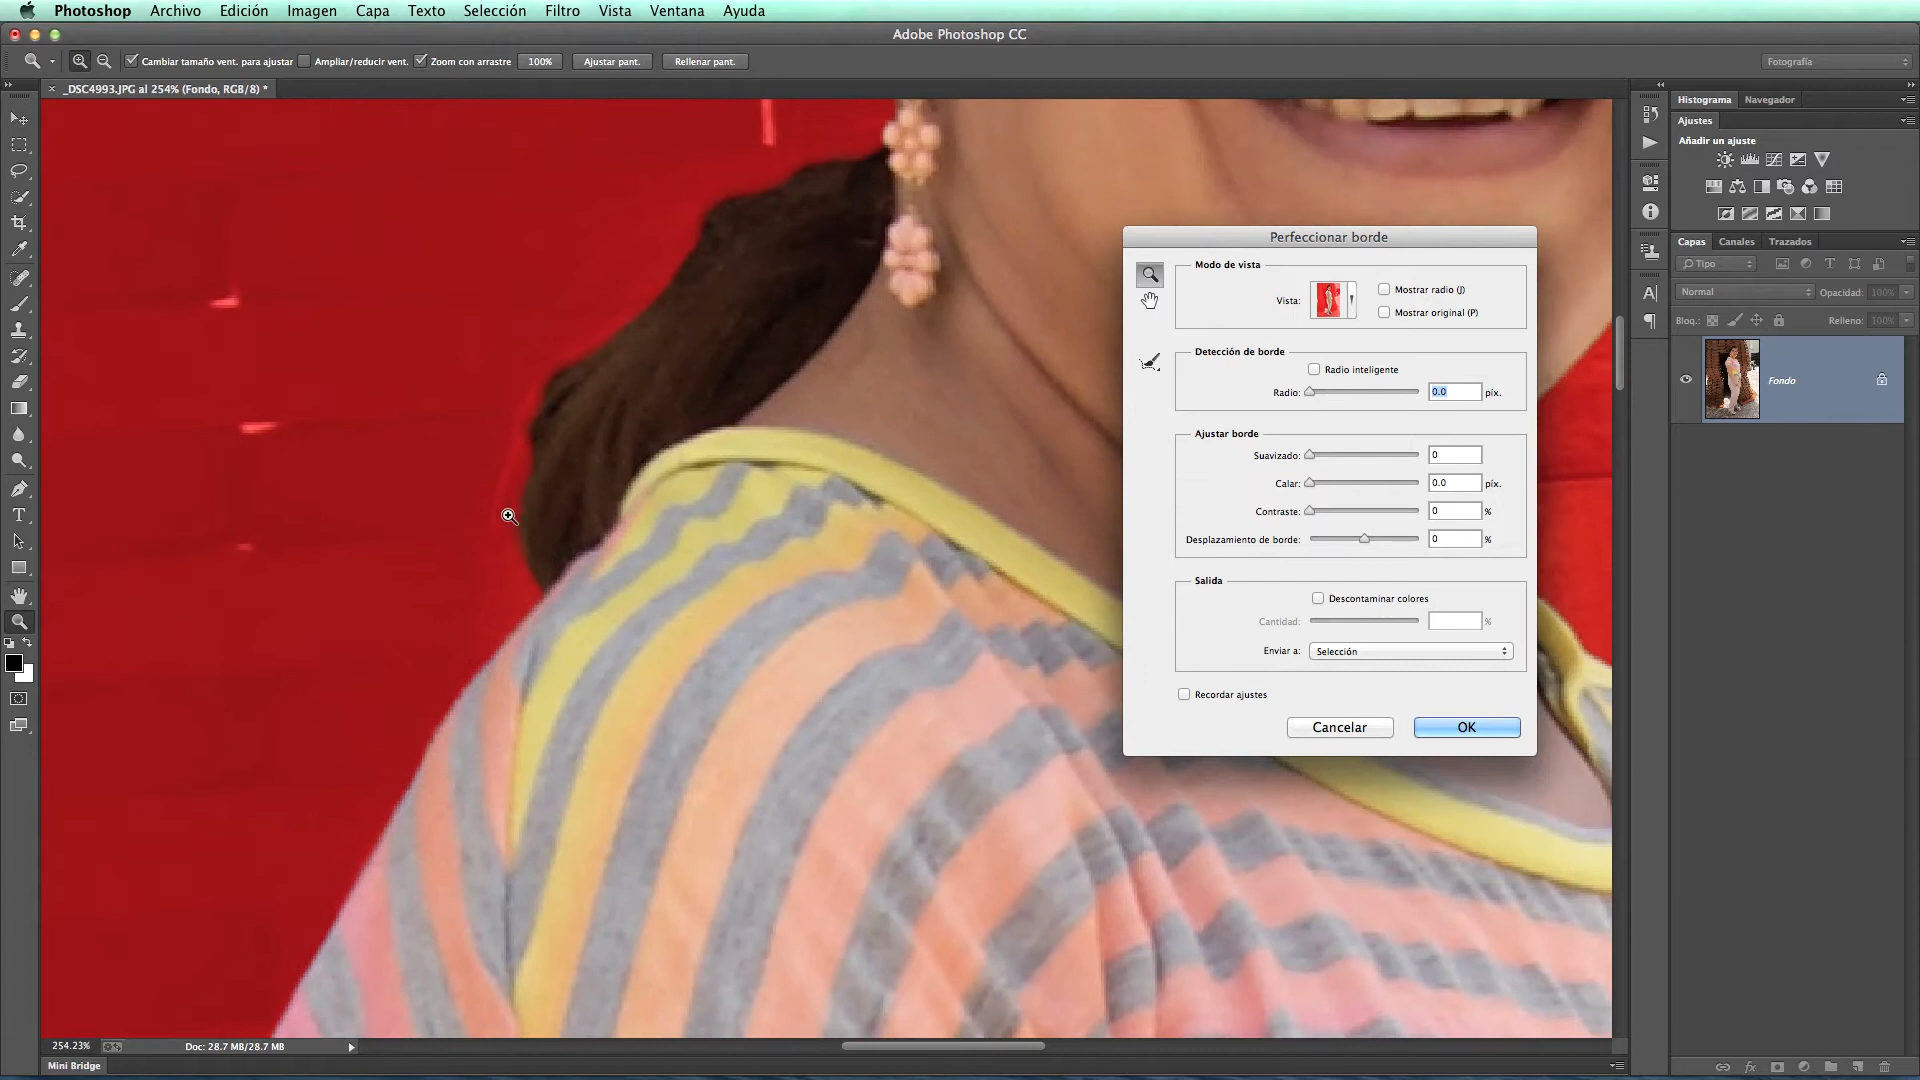 Photoshop Archivo Edición Imagen Capa Texto Selección Filtro Vista Ventana Ayuda
Adobe Photoshop CC
Cambiar tamaño vent. para ajustar Ampliar/reducir vent. Zoom con arrastre 100% Ajustar pant. Rellenar pant. Fotografía
_DSC4993.JPG al 254% (Fondo, RGB/8) *
Histograma Navegador
Ajustes
Añadir un ajuste
Capas Canales Trazados
Tipo
Normal Opacidad: 100%
Bloq.: Relleno: 100%
Fondo
Perfeccionar borde
Modo de vista
Vista:
Mostrar radio (J)
Mostrar original (P)
Detección de borde
Radio inteligente
Radio: 0.0 píx.
Ajustar borde
Suavizado: 0
Calar: 0.0 píx.
Contraste: 0 %
Desplazamiento de borde: 0 %
Salida
Descontaminar colores
Cantidad: %
Enviar a: Selección
Recordar ajustes
Cancelar OK
254.23% Doc: 28.7 MB/28.7 MB
Mini Bridge